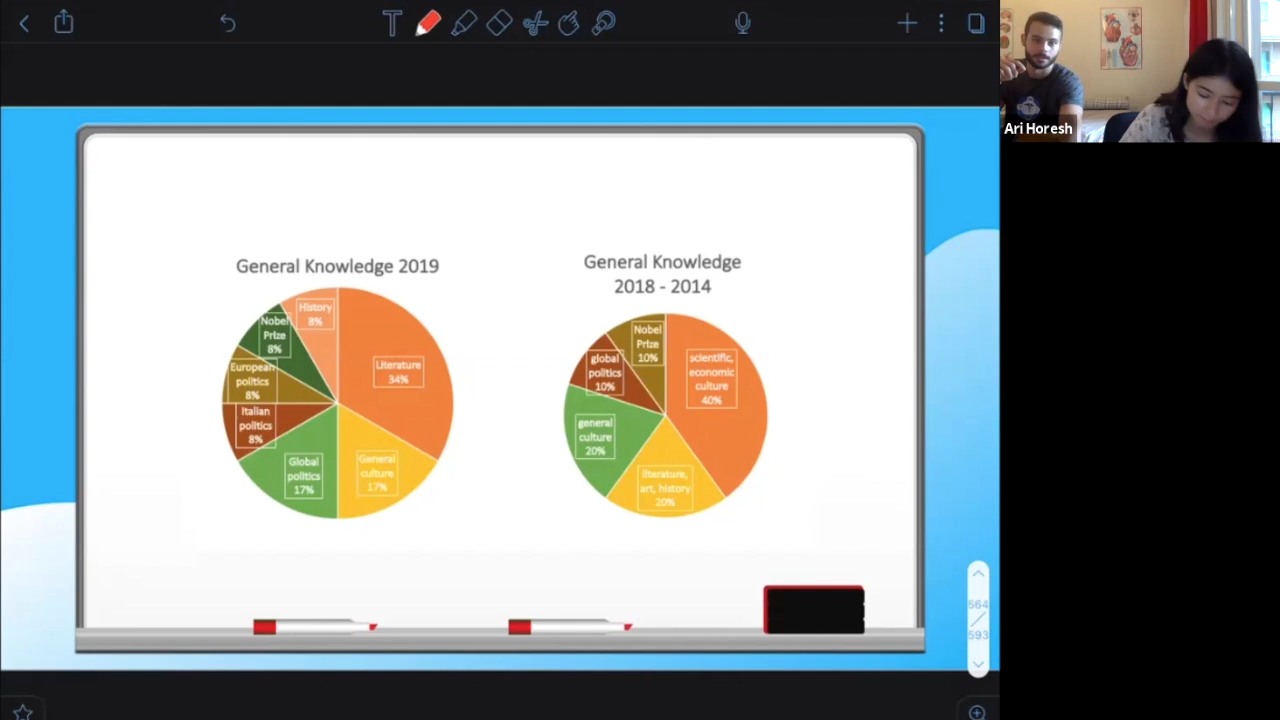 Ari Horesh
General Knowledge 2019
History
8%
Nobel
Prize
8%
European
politics
8%
Italian
politics
8%
Global
politics
17%
General
culture
17%
Literature
34%
General Knowledge
2018 - 2014
Nobel
Prize
10%
global
politics
10%
general
culture
20%
literature,
art, history
20%
scientific,
economic
culture
40%
564
593